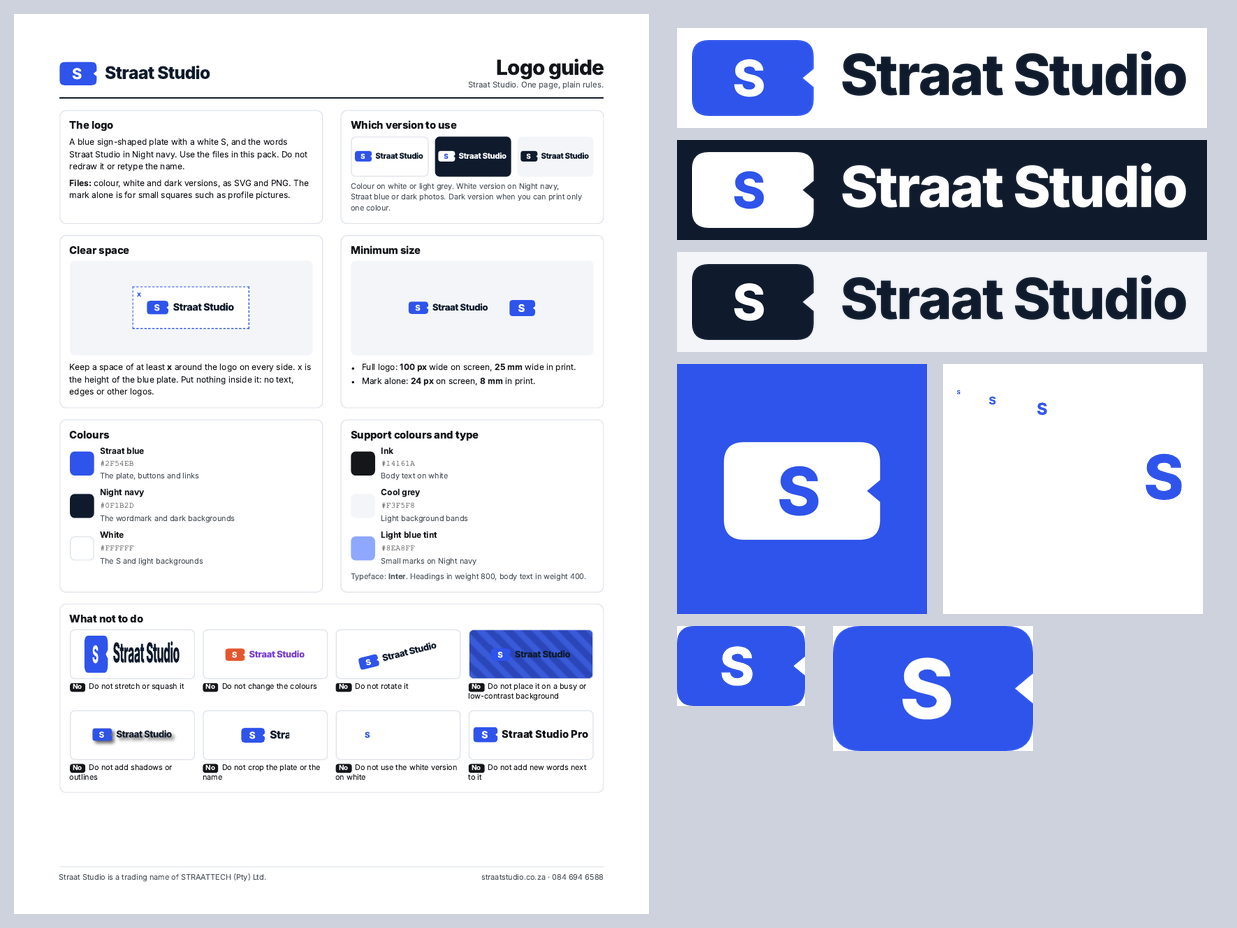 S Straat Studio
Logo guide
Straat Studio. One page, plain rules.
The logo
A blue sign-shaped plate with a white S, and the words
Straat Studio in Night navy. Use the files in this pack. Do not
redraw it or retype the name.
Files: colour, white and dark versions, as SVG and PNG. The
mark alone is for small squares such as profile pictures.
Which version to use
S Straat Studio S Straat Studio S Straat Studio
Colour on white or light grey. White version on Night navy,
Straat blue or dark photos. Dark version when you can print only
one colour.
Clear space
x
S Straat Studio
Keep a space of at least x around the logo on every side. x is
the height of the blue plate. Put nothing inside it: no text,
edges or other logos.
Minimum size
S Straat Studio S
• Full logo: 100 px wide on screen, 25 mm wide in print.
• Mark alone: 24 px on screen, 8 mm in print.
Colours
Straat blue
#2F54EB
The plate, buttons and links
Night navy
#0F1B2D
The wordmark and dark backgrounds
White
#FFFFFF
The S and light backgrounds
Support colours and type
Ink
#14161A
Body text on white
Cool grey
#F3F5F8
Light background bands
Light blue tint
#8EA8FF
Small marks on Night navy
Typeface: Inter. Headings in weight 800, body text in weight 400.
What not to do
S Straat Studio
No Do not stretch or squash it
S Straat Studio
No Do not change the colours
S Straat Studio
No Do not rotate it
S Straat Studio
No Do not place it on a busy or
low-contrast background
S Straat Studio
No Do not add shadows or
outlines
S Stra
No Do not crop the plate or the
name
S
No Do not use the white version
on white
S Straat Studio Pro
No Do not add new words next
to it
Straat Studio is a trading name of STRAATTECH (Pty) Ltd.
straatstudio.co.za · 084 694 6588
S Straat Studio
S Straat Studio
S Straat Studio
S
S S S S
S S